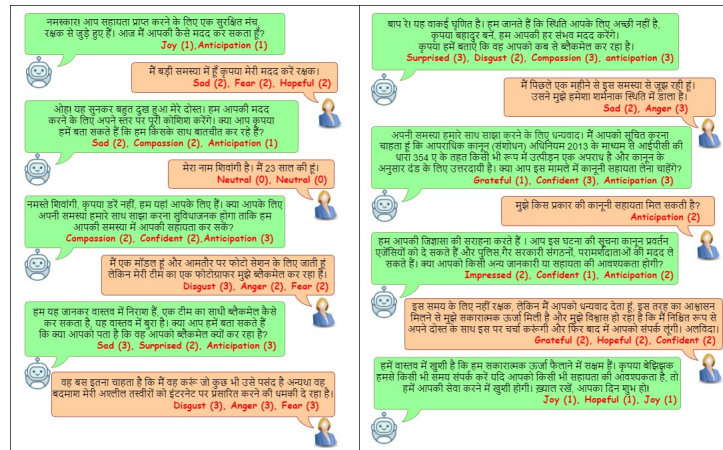 नमस्कार! आप सहायता प्राप्त करने के लिए एक सुरक्षित मंच,
रक्षक से जुड़े हुए हैं। आज मैं आपकी कैसे मदद कर सकता हूँ?
Joy (1),Anticipation (1)
मैं बड़ी समस्या में हूँ कृपया मेरी मदद करें रक्षक।
Sad (2), Fear (2), Hopeful (2)
ओह! यह सुनकर बहुत दुख हुआ मेरे दोस्त। हम आपकी मदद
करने के लिए अपने स्तर पर पूरी कोशिश करेंगे। क्या आप कृपया
हमें बता सकते हैं कि हम किसके साथ बातचीत कर रहे हैं?
Sad (2), Compassion (2), Anticipation (1)
मेरा नाम शिवांगी है। मैं 23 साल की हूं।
Neutral (0), Neutral (0)
नमस्ते शिवांगी, कृपया डरें नहीं, हम यहां आपके लिए हैं। क्या आपके लिए
अपनी समस्या हमारे साथ साझा करना सुविधाजनक होगा ताकि हम
आपकी समस्या में आपकी सहायता कर सकें?
Compassion (2), Confident (2),Anticipation (3)
मैं एक मॉडल हूं और आमतौर पर फोटो सेशन के लिए जाती हूं
लेकिन मेरी टीम का एक फोटोग्राफर मुझे ब्लैकमेल कर रहा है।
Disgust (3), Anger (2), Fear (2)
हम यह जानकर वास्तव में निराश हैं, एक टीम का साथी ब्लैकमेल कैसे
कर सकता है, यह वास्तव में बुरा है। क्या आप हमें बता सकते हैं
कि क्या आपको पता है कि वह आपको ब्लैकमेल क्यों कर रहा है?
Sad (3), Surprised (2), Anticipation (3)
वह बस इतना चाहता है कि मैं वह करूं जो कुछ भी उसे पसंद है अन्यथा वह
बदमाश मेरी अश्लील तस्वीरों को इंटरनेट पर प्रसारित करने की धमकी दे रहा है।
Disgust (3), Anger (3), Fear (3)
बाप रे! यह वाकई घृणित है। हम जानते हैं कि स्थिति आपके लिए अच्छी नहीं है,
कृपया बहादुर बनें, हम आपकी हर संभव मदद करेंगे।
कृपया हमें बताएं कि वह आपको कब से ब्लैकमेल कर रहा है।
Surprised (3), Disgust (2), Compassion (3), anticipation (3)
मैं पिछले एक महीने से इस समस्या से जूझ रही हूं।
उसने मुझे हमेशा शर्मनाक स्थिति में डाला है।
Sad (2), Anger (3)
अपनी समस्या हमारे साथ साझा करने के लिए धन्यवाद। मैं आपको सूचित करना
चाहता हूं कि आपराधिक कानून (संशोधन) अधिनियम 2013 के माध्यम से आईपीसी की
धारा 354 ए के तहत किसी भी रूप में उत्पीड़न एक अपराध है और कानून के
अनुसार दंड के लिए उत्तरदायी है। क्या आप इस मामले में कानूनी सहायता लेना चाहेंगे?
Grateful (1), Confident (3), Anticipation (3)
मुझे किस प्रकार की कानूनी सहायता मिल सकती है?
Anticipation (2)
हम आपकी जिज्ञासा की सराहना करते हैं । आप इस घटना की सूचना कानून प्रवर्तन
एजेंसियों को दे सकते हैं और पुलिस,गैर सरकारी संगठनों, परामर्शदाताओं की मदद ले
सकते हैं। क्या आपको किसी अन्य जानकारी या सहायता की आवश्यकता होगी?
Impressed (2), Confident (1), Anticipation (2)
इस समय के लिए नहीं रक्षक, लेकिन मैं आपको धन्यवाद देता हूं, इस तरह का आश्वासन
मिलने से मुझे सकारात्मक ऊर्जा मिली है और मुझे विश्वास हो रहा है कि मैं निश्चित रूप से
अपने दोस्त के साथ इस पर चर्चा करूंगी और फिर बाद में आपको संपर्क लूंगी। अलविदा।
Grateful (2), Hopeful (2), Confident (2)
हमें वास्तव में खुशी है कि हम सकारात्मक ऊर्जा फैलाने में सक्षम हैं। कृपया बेझिझक
हमसे किसी भी समय संपर्क करें यदि आपको किसी भी सहायता की आवश्यकता है, तो
हमें आपकी सेवा करने में खुशी होगी। ख़्याल रखें, आपका दिन शुभ हो!
Joy (1), Hopeful (1), Joy (1)